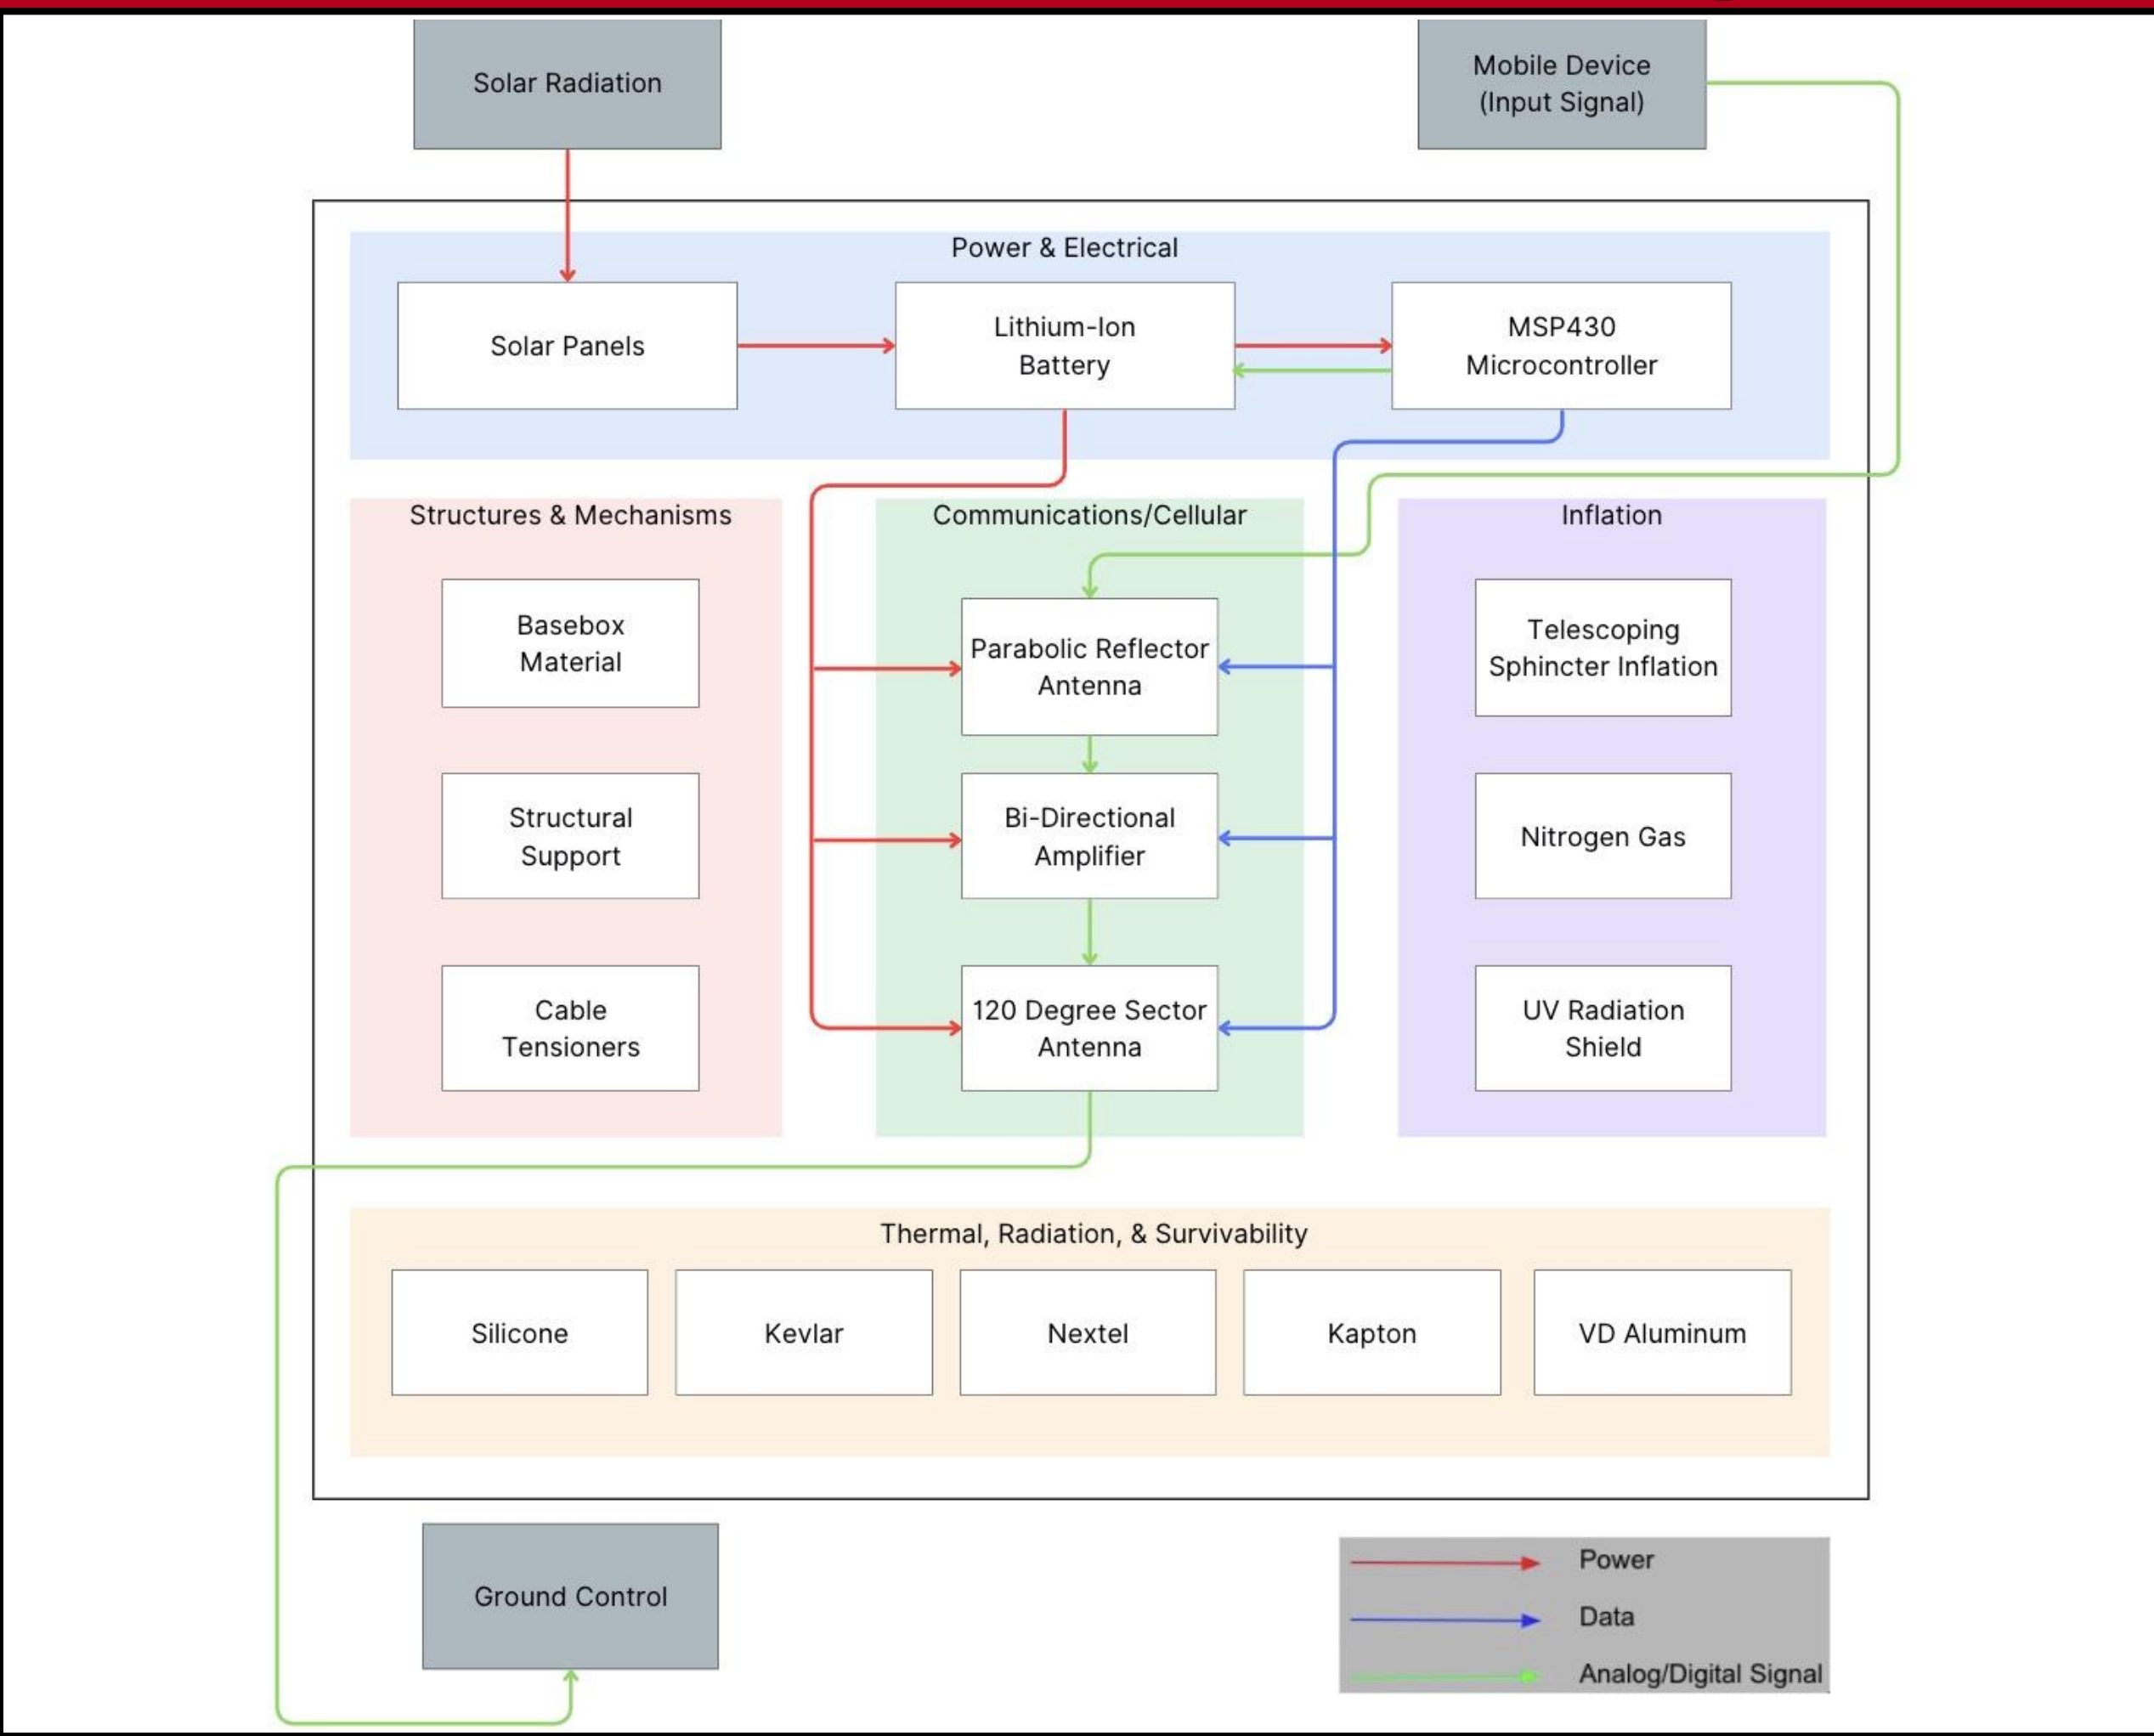 Solar Radiation
Mobile Device
(Input Signal)
Power & Electrical
Solar Panels
Lithium-Ion
Battery
MSP430
Microcontroller
Structures & Mechanisms
Basebox
Material
Structural
Support
Cable
Tensioners
Communications/Cellular
Parabolic Reflector
Antenna
Bi-Directional
Amplifier
120 Degree Sector
Antenna
Inflation
Telescoping
Sphincter Inflation
Nitrogen Gas
UV Radiation
Shield
Thermal, Radiation, & Survivability
Silicone
Kevlar
Nextel
Kapton
VD Aluminum
Ground Control
Power
Data
Analog/Digital Signal